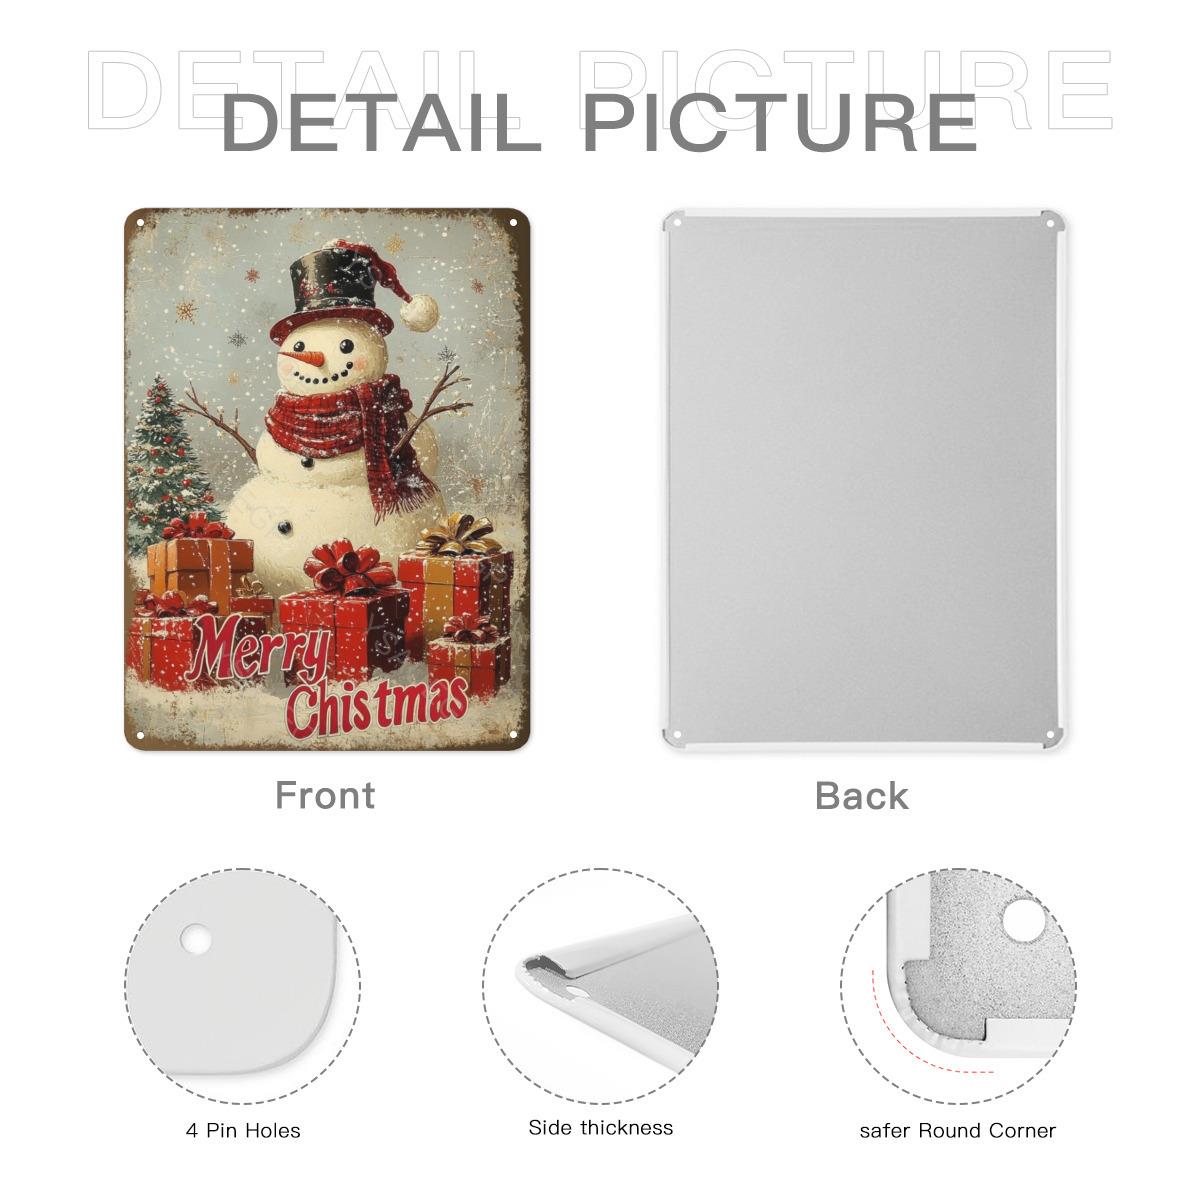 DETAIL PICTURE
DETAIL PICTURE
Merry
Chistmas
Front
Back
4 Pin Holes
Side thickness
safer Round Corner